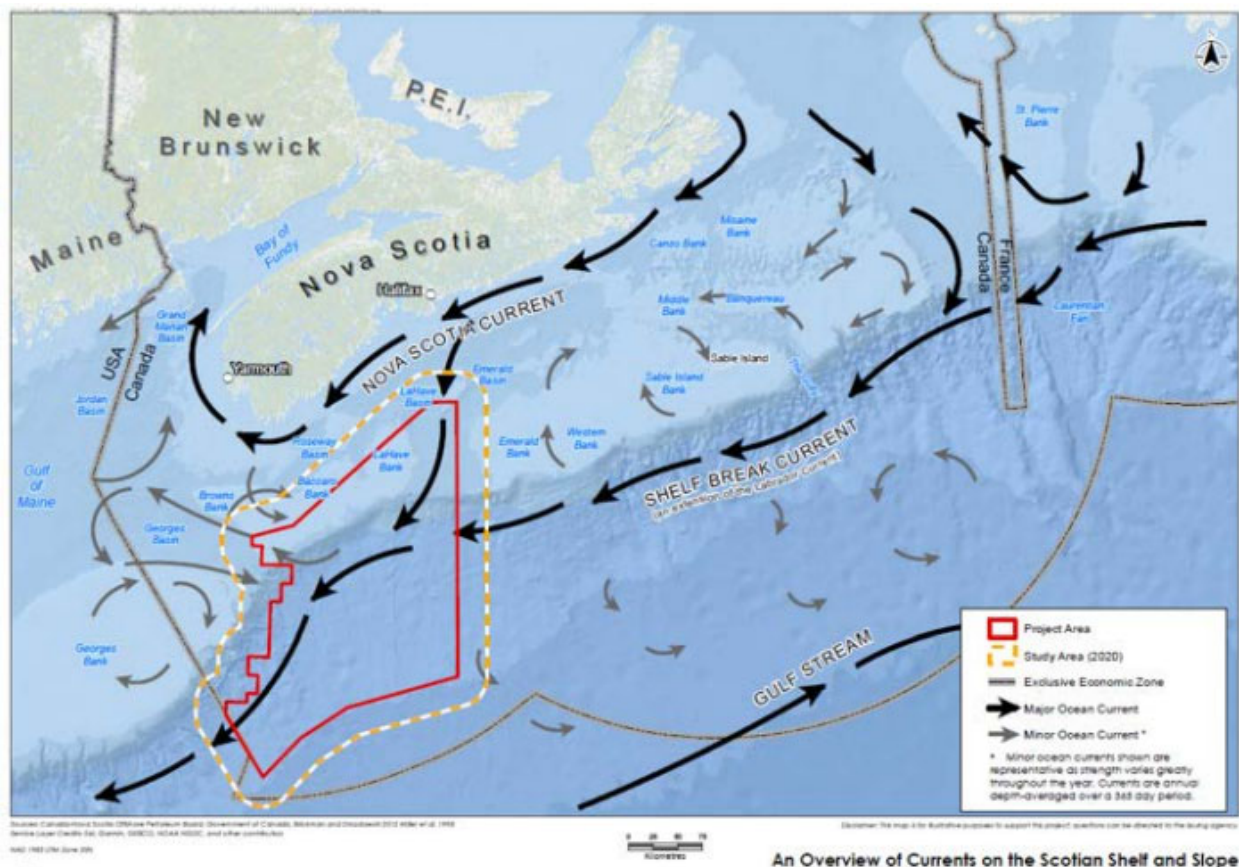 P.E.I.
New
Brunswick
Maine
Bay of
Fundy
Nova Scotia
Halifax
Yarmouth
St. Pierre
Bank
Canada
France
Laurentian
Fan
Misaine
Bank
Canso Bank
Middle
Bank
Banquereau
The Gully
Sable Island
Sable Island
Bank
Western
Bank
Emerald
Bank
Emerald
Basin
LaHave
Basin
LaHave
Bank
Roseway
Basin
Baccaro
Bank
Browns
Bank
Georges
Basin
Georges
Bank
Grand
Manan
Basin
Jordan
Basin
USA
Canada
Gulf
of
Maine
NOVA SCOTIA CURRENT
SHELF BREAK CURRENT
(an extention of the Labrador Current)
GULF STREAM
Project Area
Study Area (2020)
Exclusive Economic Zone
Major Ocean Current
Minor Ocean Current *
* Minor ocean currents shown are
representative as strength varies greatly
throughout the year. Currents are annual
depth-averaged over a 365 day period.
Kilometres
An Overview of Currents on the Scotian Shelf and Slope